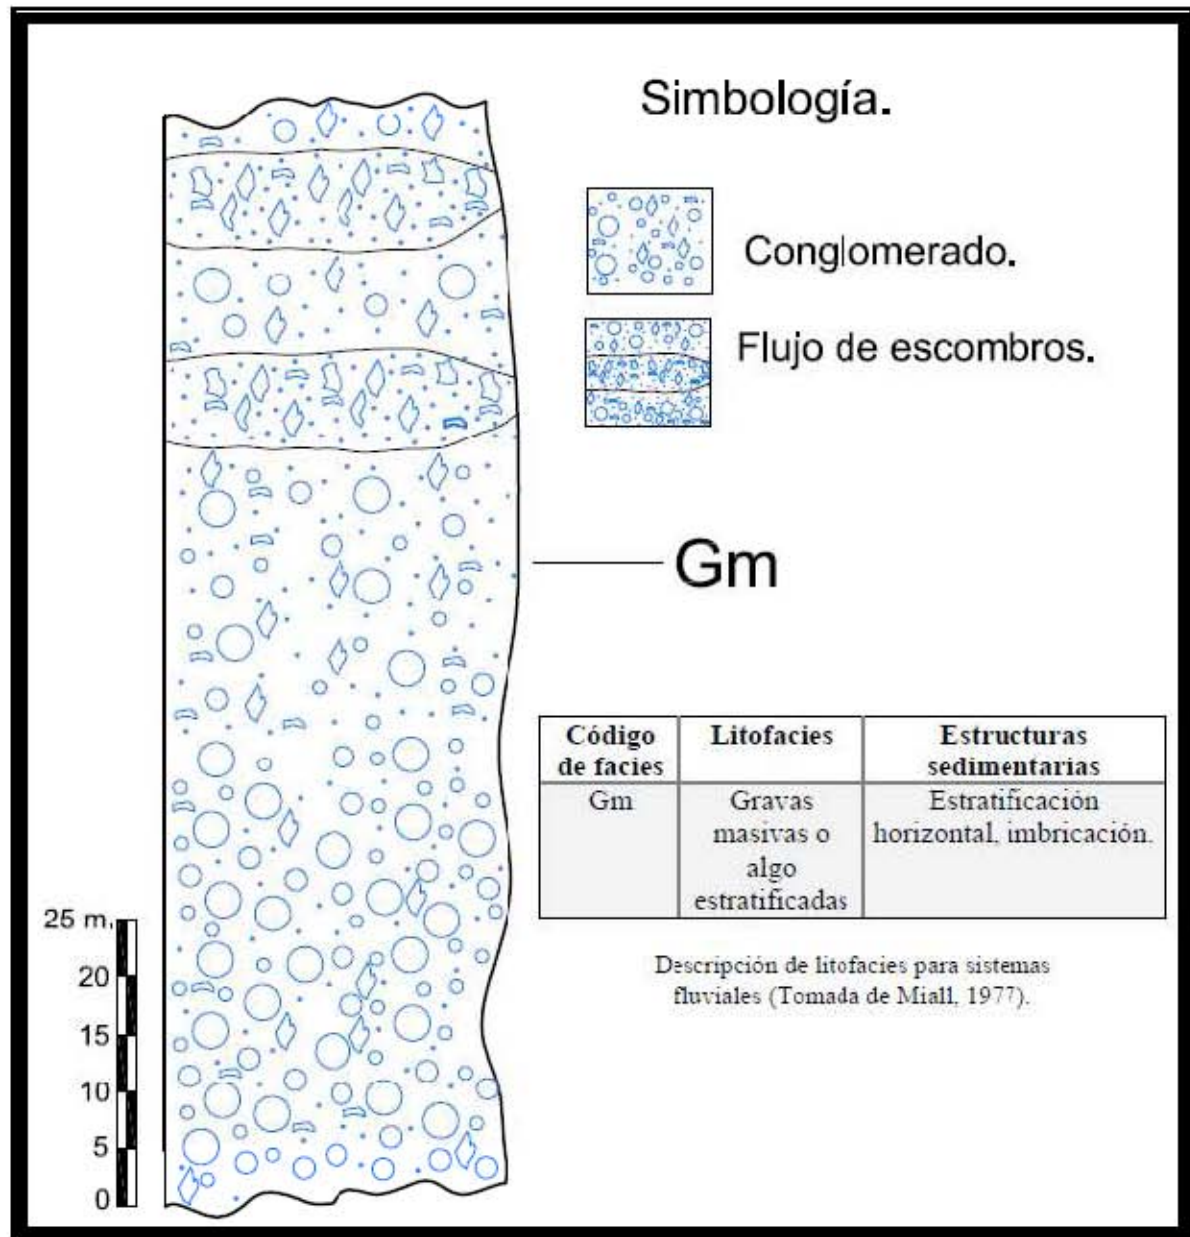 Simbología.
Conglomerado.
Flujo de escombros.
Gm
Código de facies
Litofacies
Estructuras sedimentarias
Gm
Gravas masivas o algo estratificadas
Estratificación horizontal, imbricación.
Descripción de litofacies para sistemas
fluviales (Tomada de Miall, 1977).
25 m.
20
15
10
5
0